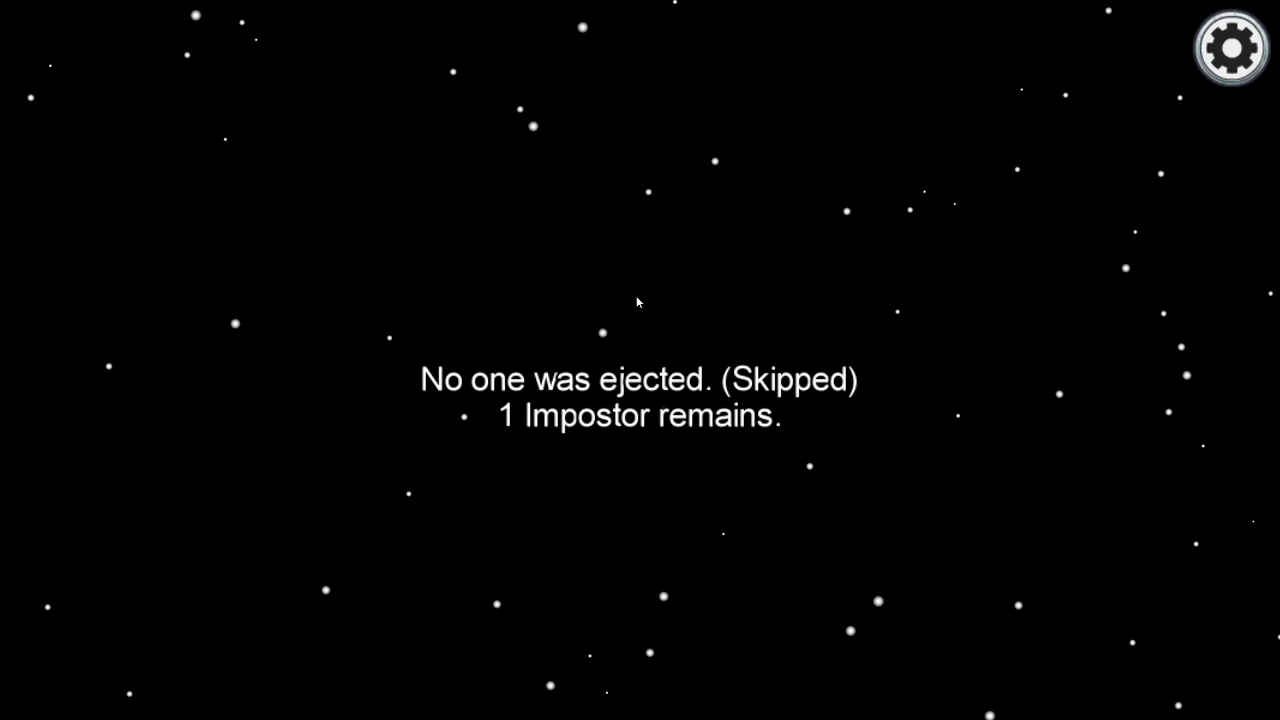 No one was ejected. (Skipped)
1 Impostor remains.